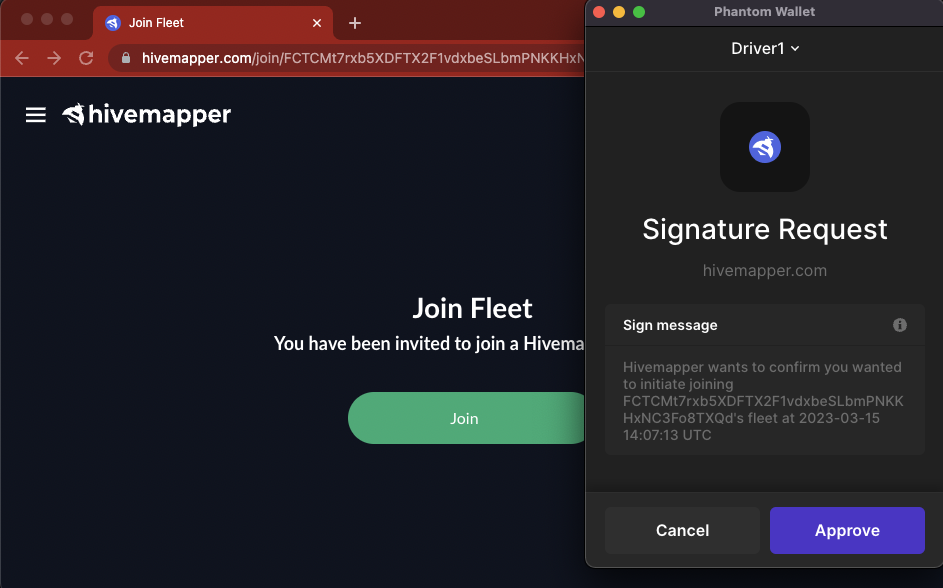 Join Fleet
hivemapper.com/join/FCTCMt7rxb5XDFTX2F1vdxbeSLbmPNKKHxN
hivemapper
Join Fleet
You have been invited to join a Hivema
Join
Phantom Wallet
Driver1
Signature Request
hivemapper.com
Sign message
Hivemapper wants to confirm you wanted
to initiate joining
FCTCMt7rxb5XDFTX2F1vdxbeSLbmPNKK
HxNC3Fo8TXQd's fleet at 2023-03-15
14:07:13 UTC
Cancel
Approve